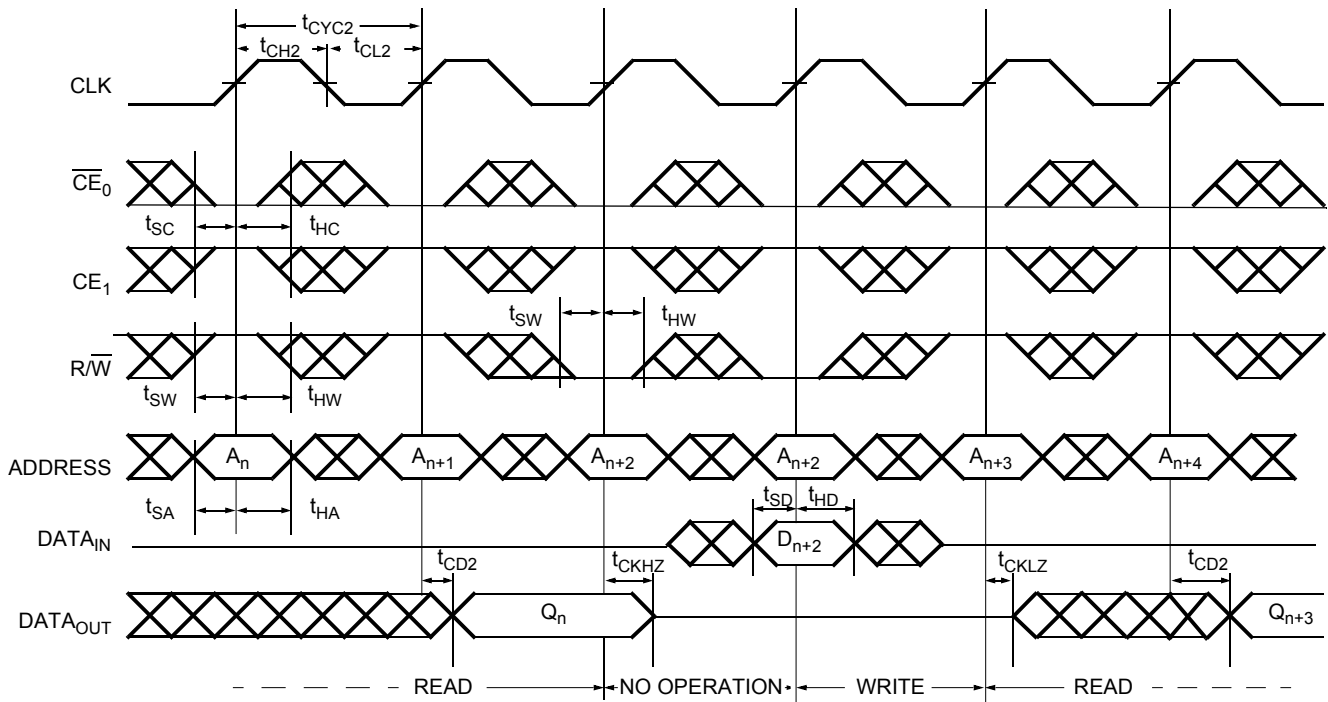 tCYC2
tCH2 tCL2
CLK
CE0
tSC tHC
CE1
tSW tHW
R/W
tSW tHW
An An+1 An+2 An+2 An+3 An+4
ADDRESS
tSD tHD
tSA tHA
DATAIN Dn+2
tCD2 tCKHZ tCKLZ tCD2
DATAOUT Qn Qn+3
READ NO OPERATION WRITE READ